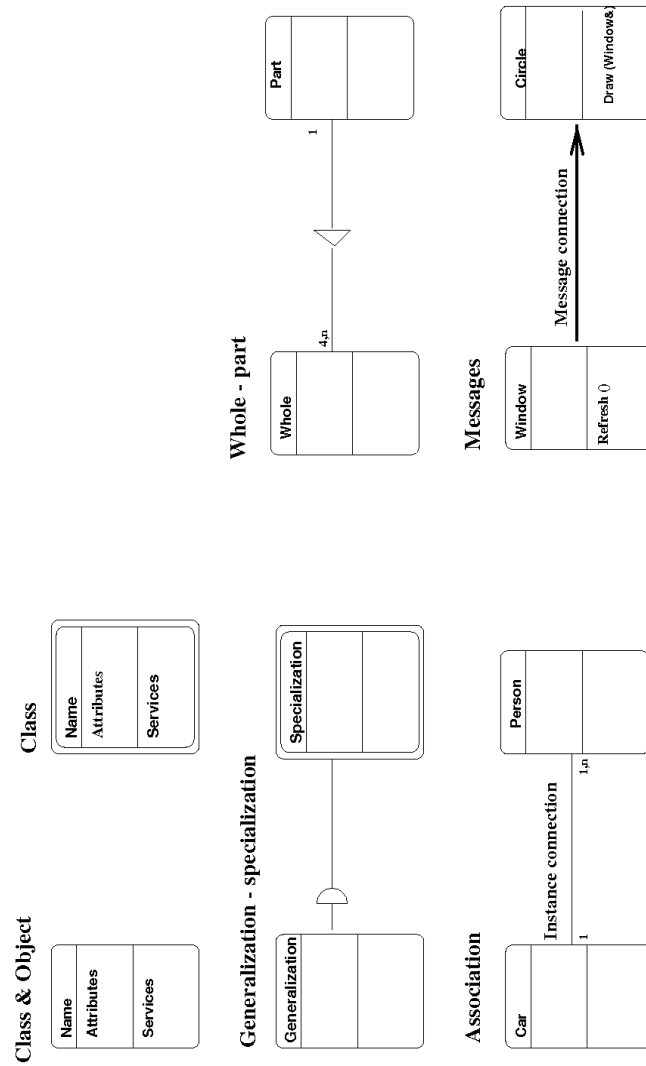 Class & Object
Name
Attributes
Services
Class
Name
Attributes
Services
Generalization - specialization
Generalization
Specialization
Whole - part
Whole
4,n
1
Part
Association
Car
1
Instance connection
1,n
Person
Messages
Window
Refresh ()
Message connection
Circle
Draw (Window&)